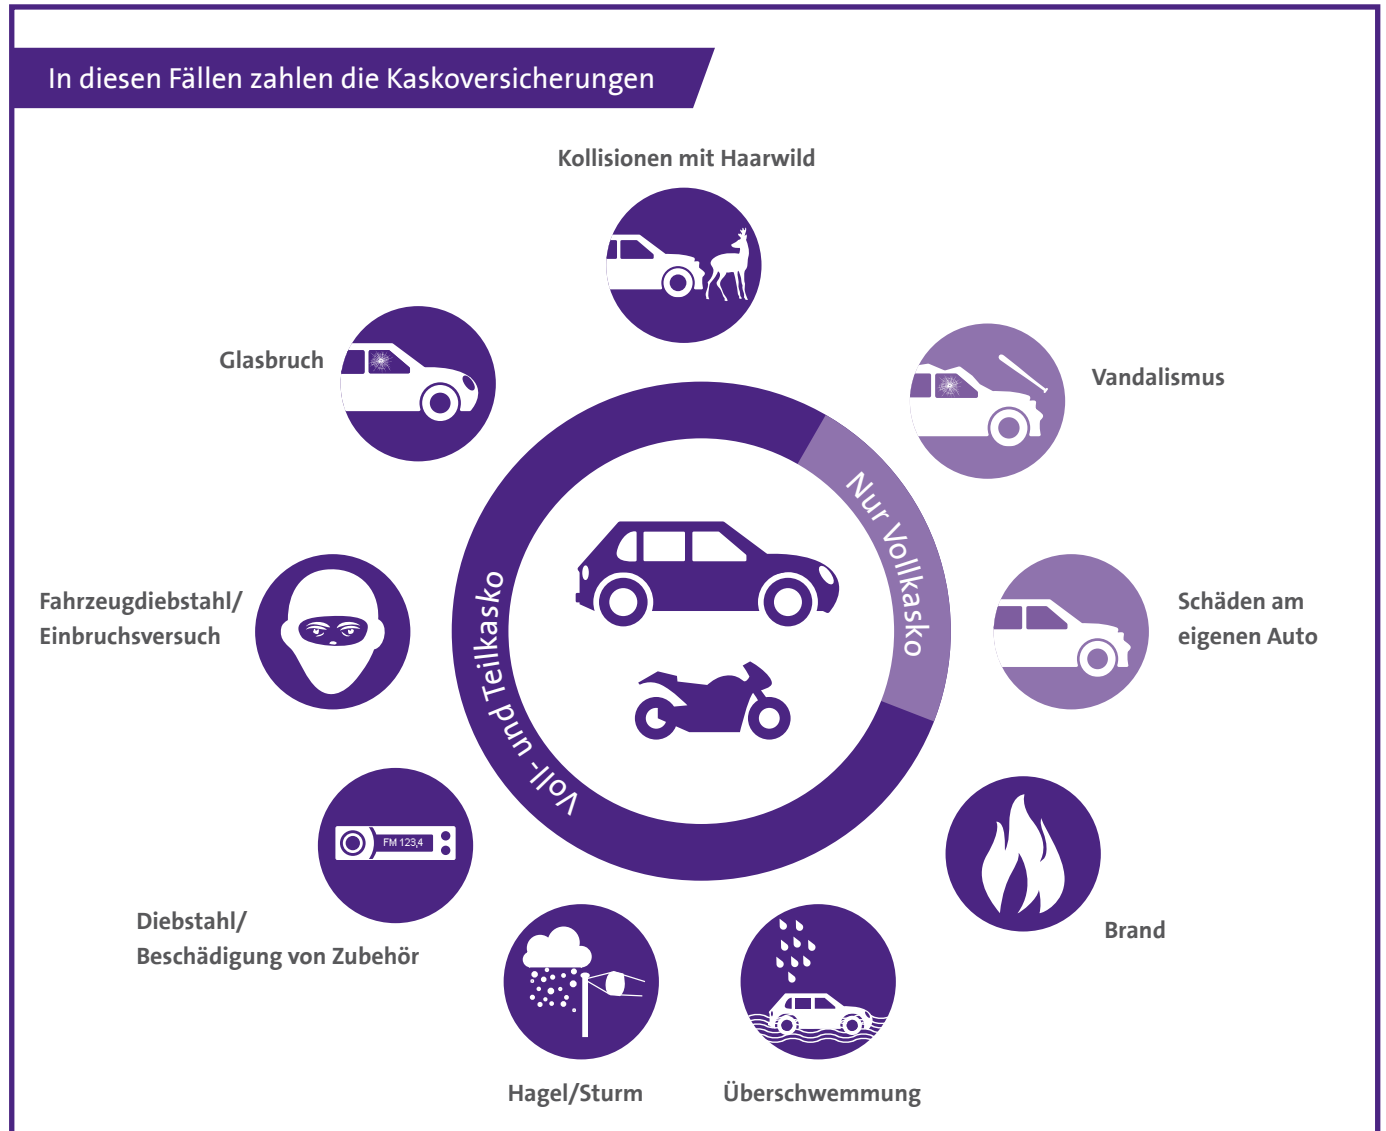 In diesen Fällen zahlen die Kaskoversicherungen
Kollisionen mit Haarwild
Glasbruch
Vandalismus
Nur Vollkasko
Fahrzeugdiebstahl/
Einbruchsversuch
Schäden am
eigenen Auto
Voll- und Teilkasko
FM 123,4
Diebstahl/
Beschädigung von Zubehör
Brand
Hagel/Sturm
Überschwemmung